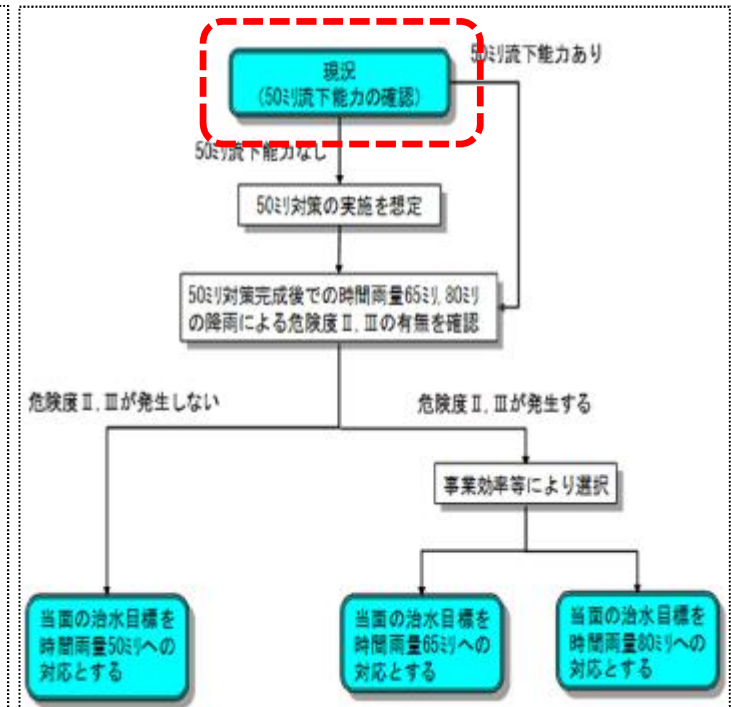 50ミリ流下能力あり
現況
(50ミリ流下能力の確認)
50ミリ流下能力なし
50ミリ対策の実施を想定
50ミリ対策完成後での時間雨量65ミリ,80ミリ
の降雨による危険度Ⅱ,Ⅲの有無を確認
危険度Ⅱ,Ⅲが発生しない
危険度Ⅱ,Ⅲが発生する
事業効率等により選択
当面の治水目標を
時間雨量50ミリへの
対応とする
当面の治水目標を
時間雨量65ミリへの
対応とする
当面の治水目標を
時間雨量80ミリへの
対応とする